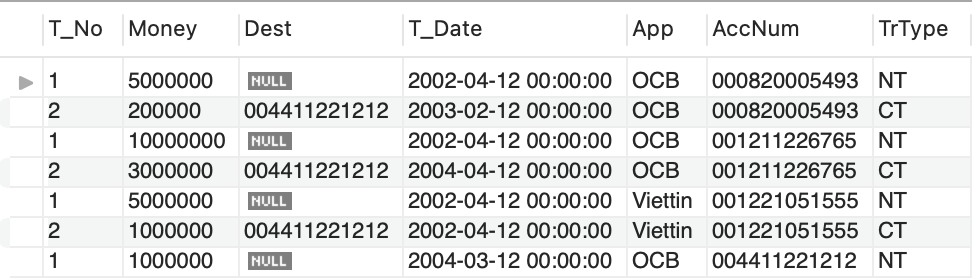 T_No Money Dest T_Date App AccNum TrType
1 5000000 NULL 2002-04-12 00:00:00 OCB 000820005493 NT
2 200000 004411221212 2003-02-12 00:00:00 OCB 000820005493 CT
1 10000000 NULL 2002-04-12 00:00:00 OCB 001211226765 NT
2 3000000 004411221212 2004-04-12 00:00:00 OCB 001211226765 CT
1 5000000 NULL 2002-04-12 00:00:00 Viettin 001221051555 NT
2 1000000 004411221212 2002-04-12 00:00:00 Viettin 001221051555 CT
1 1000000 NULL 2004-03-12 00:00:00 OCB 004411221212 NT